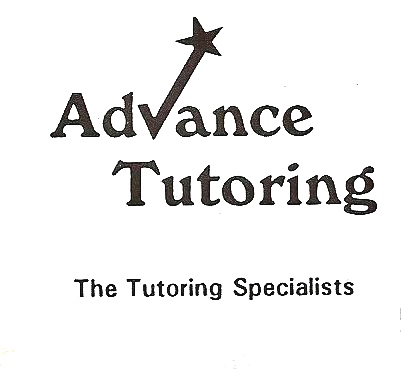 Advance
Tutoring
The Tutoring Specialists